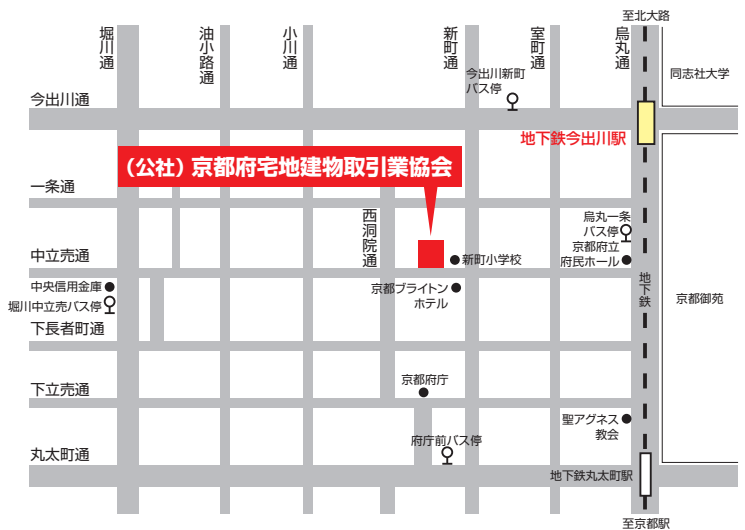 至北大路
堀川通
油小路通
小川通
新町通
室町通
烏丸通
同志社大学
今出川新町
バス停
今出川通
地下鉄今出川駅
(公社)京都府宅地建物取引業協会
一条通
西洞院通
烏丸一条
バス停
京都府立
府民ホール
中立売通
新町小学校
地下鉄
中央信用金庫
京都ブライトン
ホテル
京都御苑
堀川中立売バス停
下長者町通
下立売通
京都府庁
聖アグネス
教会
府庁前バス停
丸太町通
地下鉄丸太町駅
至京都駅